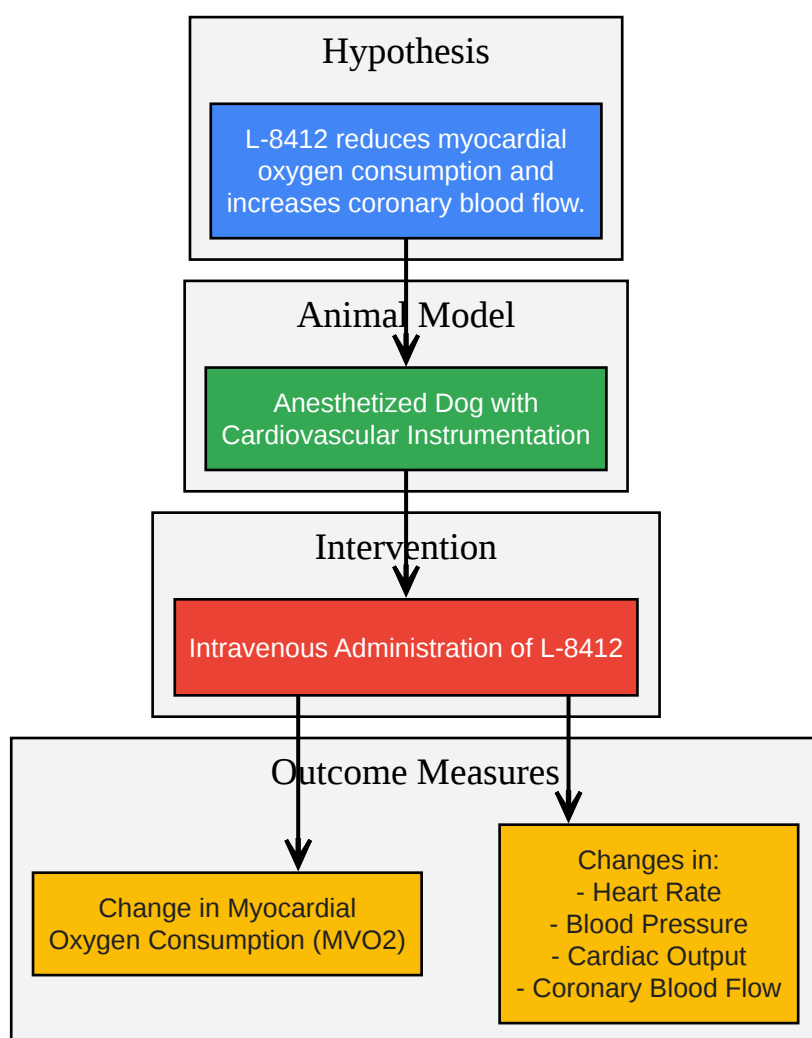 Hypothesis
L-8412 reduces myocardial
oxygen consumption and
increases coronary blood flow.
Animal Model
Anesthetized Dog with
Cardiovascular Instrumentation
Intervention
Intravenous Administration of L-8412
Outcome Measures
Change in Myocardial
Oxygen Consumption (MVO2)
Changes in:
- Heart Rate
- Blood Pressure
- Cardiac Output
- Coronary Blood Flow